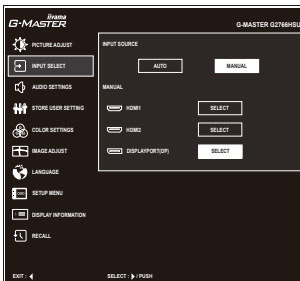 iiyama
G-MASTER
G-MASTER G2766HSU
PICTURE ADJUST
INPUT SELECT
AUDIO SETTINGS
STORE USER SETTING
COLOR SETTINGS
IMAGE ADJUST
LANGUAGE
OSD
SETUP MENU
DISPLAY INFORMATION
RECALL
INPUT SOURCE
AUTO
MANUAL
MANUAL
HDMI1
SELECT
HDMI2
SELECT
DISPLAYPORT(DP)
SELECT
EXIT :
SELECT : / PUSH